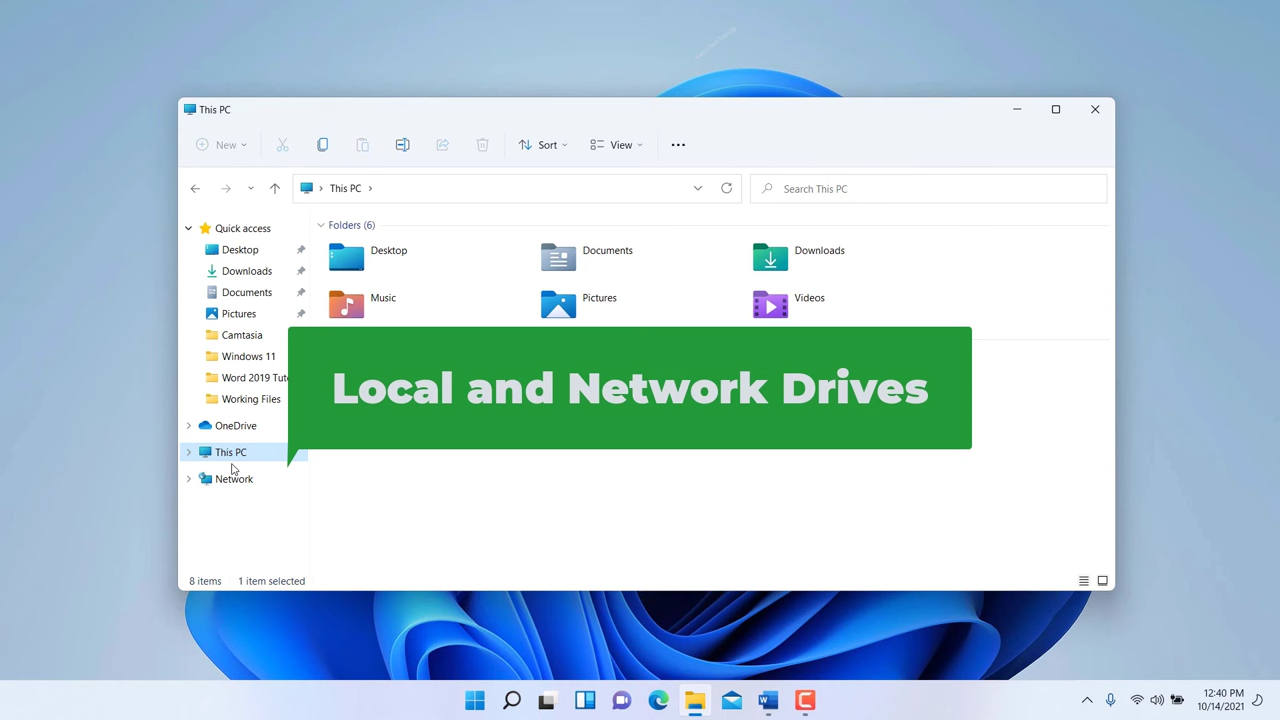 This PC
New
Sort
View
This PC
Search This PC
Quick access
Desktop
Downloads
Documents
Pictures
Camtasia
Windows 11
Word 2019 Tut
Working Files
OneDrive
This PC
Network
Folders (6)
Desktop
Documents
Downloads
Music
Pictures
Videos
Local and Network Drives
8 items
1 item selected
12:40 PM
10/14/2021